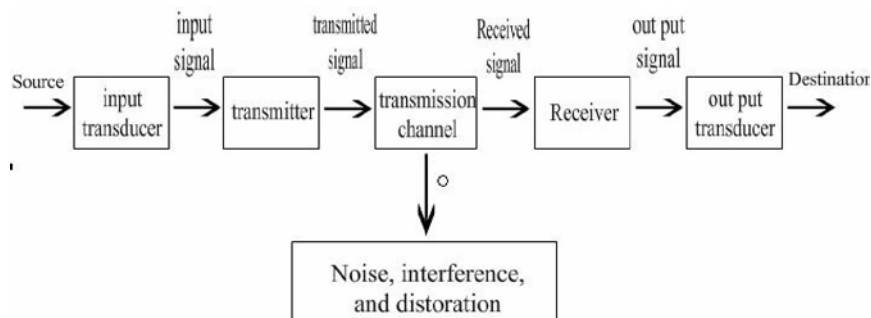 input
signal
transmitted
signal
Received
signal
out put
signal
Source
input
transducer
transmitter
transmission
channel
Receiver
out put
transducer
Destination
Noise, interference,
and distoration